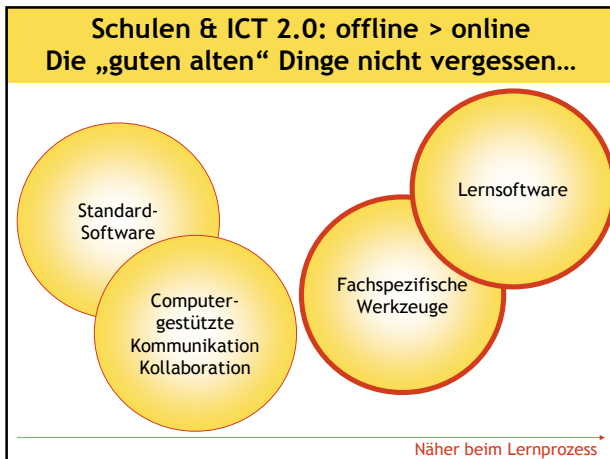 Schulen & ICT 2.0: offline > online
Die „guten alten“ Dinge nicht vergessen…
Standard-
Software
Computer-
gestützte
Kommunikation
Kollaboration
Fachspezifische
Werkzeuge
Lernsoftware
Näher beim Lernprozess